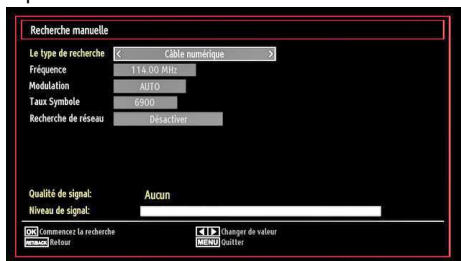 Recherche manuelle
Le type de recherche < Câble numérique >
Fréquence 114.00 MHz
Modulation AUTO
Taux Symbole 6900
Recherche de réseau Désactiver
Qualité de signal: Aucun
Niveau de signal:
OK Commencez la recherche Changer de valeur
RET/BACK Retour MENU Quitter